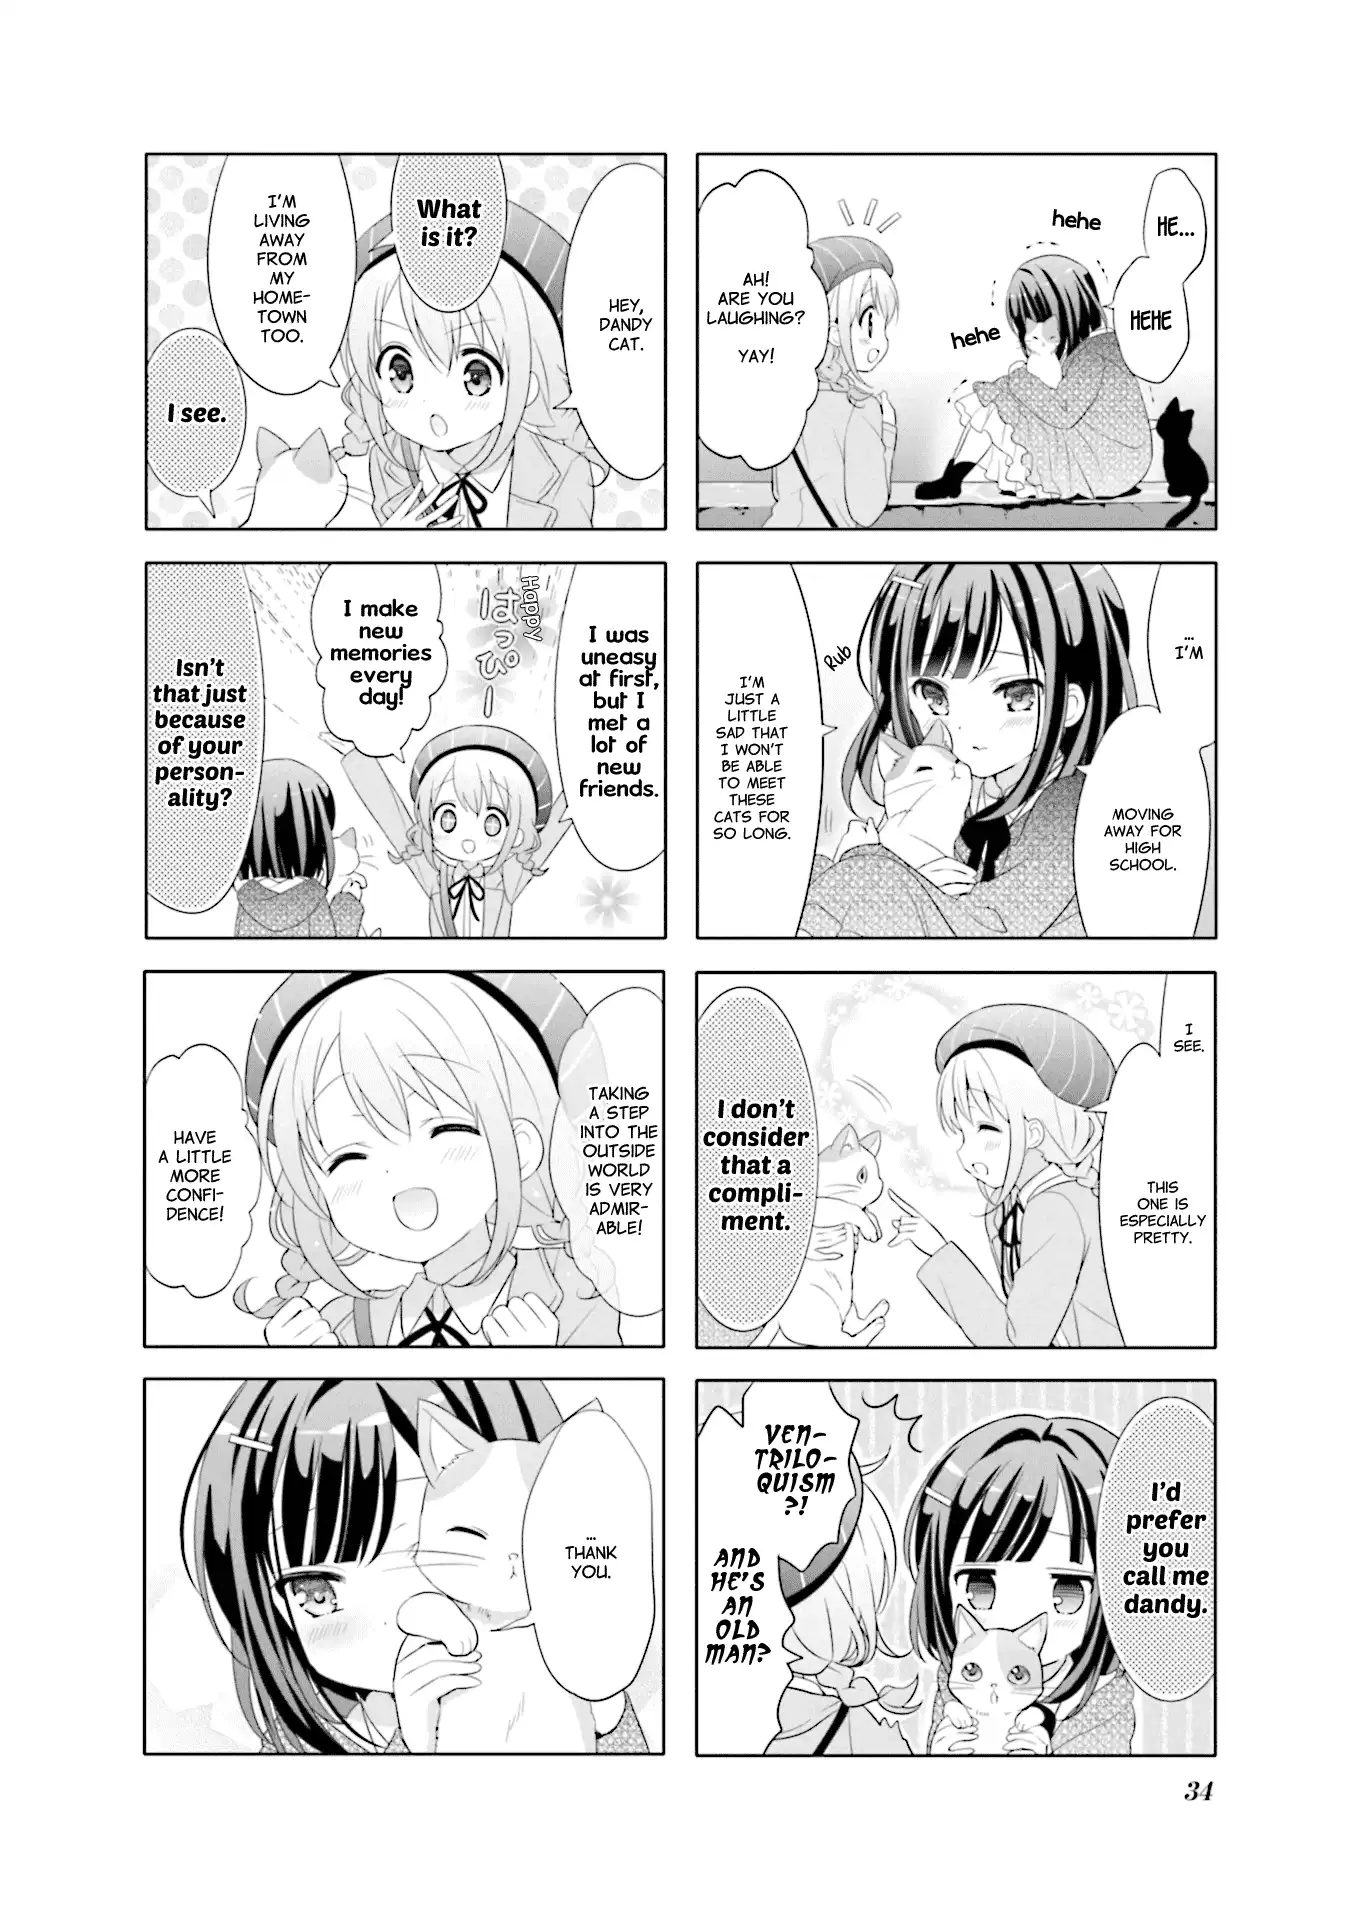 HE...
HEHE
hehe
hehe
AH!
ARE YOU
LAUGHING?
YAY!
...
I'M
MOVING
AWAY FOR
HIGH
SCHOOL.
Rub
I'M
JUST A
LITTLE
SAD THAT
I WON'T
BE ABLE
TO MEET
THESE
CATS FOR
SO LONG.
I
SEE.
THIS
ONE IS
ESPECIALLY
PRETTY.
I don't
consider
that a
compli-
ment.
I'd
prefer
you
call me
dandy.
VEN-
TRILO-
QUISM
?!
AND
HE'S
AN
OLD
MAN?
HEY,
DANDY
CAT.
What
is it?
I'M
LIVING
AWAY
FROM
MY
HOME-
TOWN
TOO.
I see.
I was
uneasy
at first,
but I
met a
lot of
new
friends.
Happy
はっぴー
I make
new
memories
every
day!
Isn't
that just
because
of your
person-
ality?
TAKING
A STEP
INTO THE
OUTSIDE
WORLD
IS VERY
ADMIR-
ABLE!
HAVE
A LITTLE
MORE
CONFI-
DENCE!
...
THANK
YOU.
34